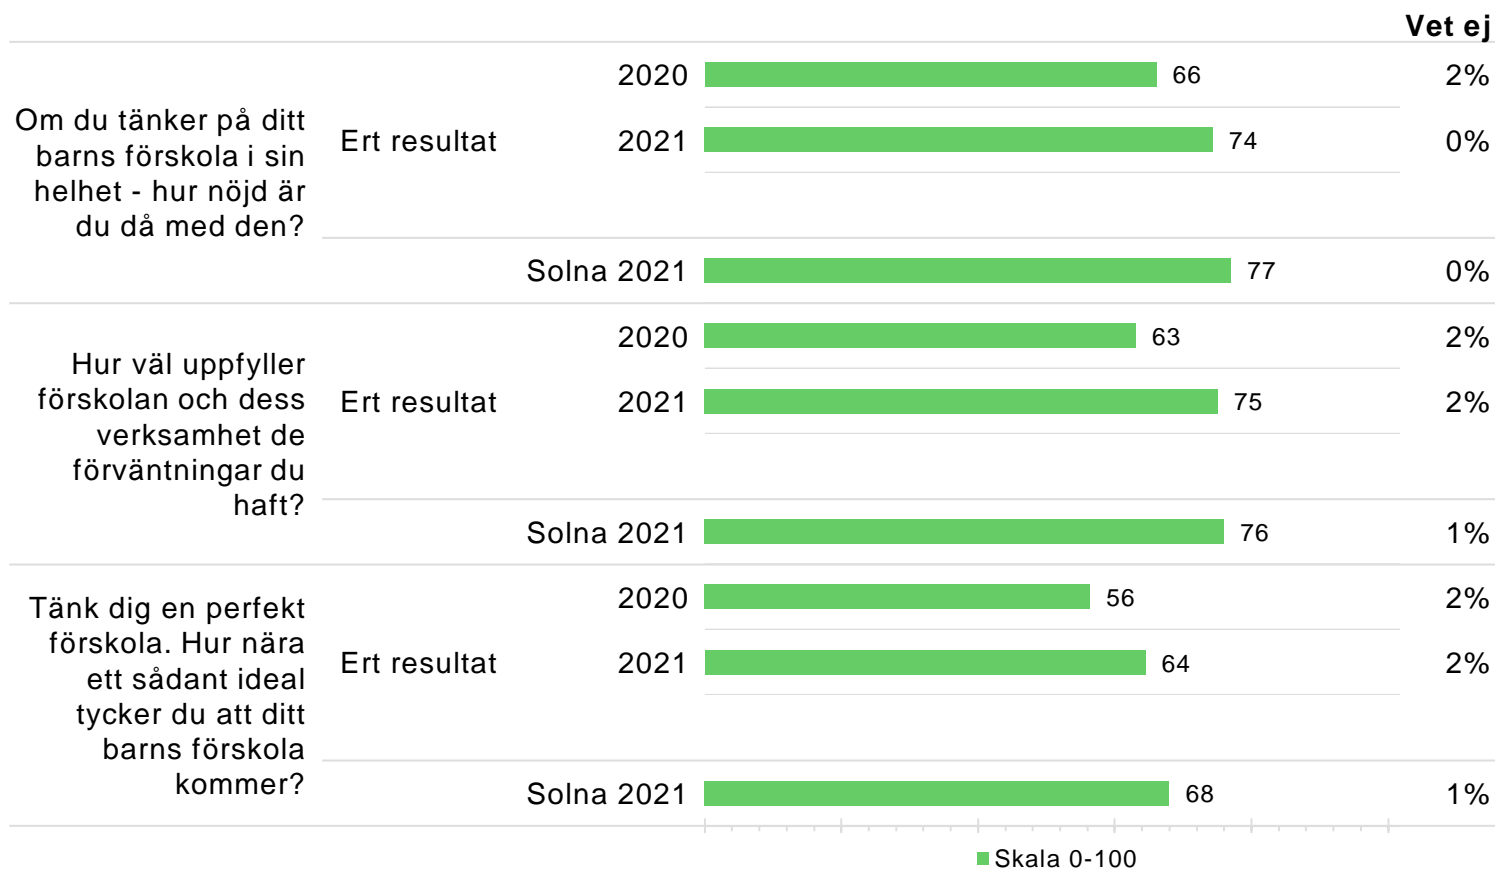 Vet ej
Om du tänker på ditt
barns förskola i sin
helhet - hur nöjd är
du då med den?
Ert resultat
2020 66 2%
2021 74 0%
Solna 2021 77 0%
Hur väl uppfyller
förskolan och dess
verksamhet de
förväntningar du
haft?
Ert resultat
2020 63 2%
2021 75 2%
Solna 2021 76 1%
Tänk dig en perfekt
förskola. Hur nära
ett sådant ideal
tycker du att ditt
barns förskola
kommer?
Ert resultat
2020 56 2%
2021 64 2%
Solna 2021 68 1%
Skala 0-100